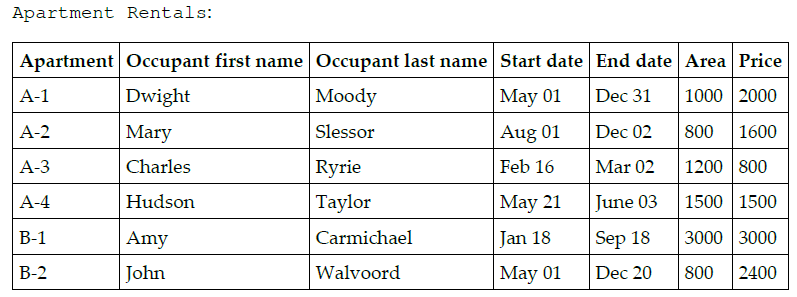 Apartment Rentals:
Apartment Occupant first name Occupant last name Start date End date Area Price
A-1 Dwight Moody May 01 Dec 31 1000 2000
A-2 Mary Slessor Aug 01 Dec 02 800 1600
A-3 Charles Ryrie Feb 16 Mar 02 1200 800
A-4 Hudson Taylor May 21 June 03 1500 1500
B-1 Amy Carmichael Jan 18 Sep 18 3000 3000
B-2 John Walvoord May 01 Dec 20 800 2400